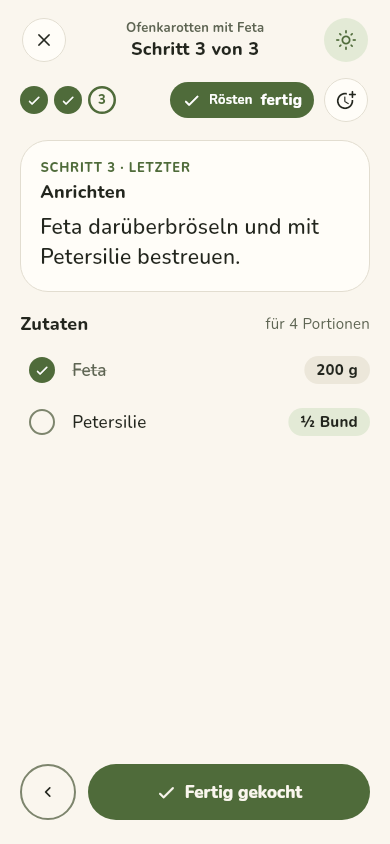 Ofenkarotten mit Feta
Schritt 3 von 3
3
Rösten fertig
SCHRITT 3 · LETZTER
Anrichten
Feta darüberbröseln und mit
Petersilie bestreuen.
Zutaten
für 4 Portionen
Feta
200 g
Petersilie
½ Bund
Fertig gekocht